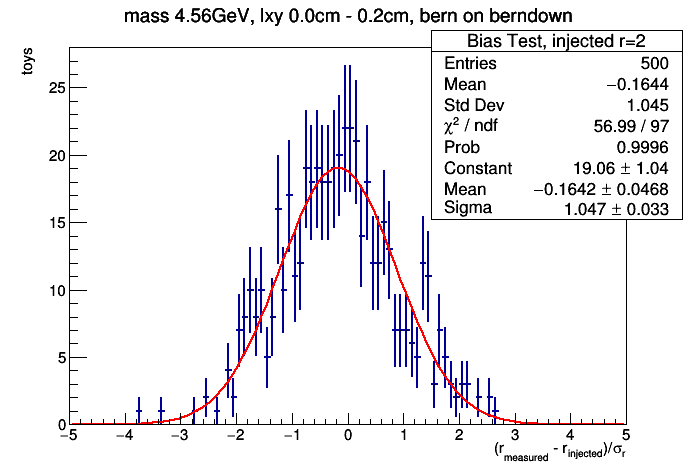 mass 4.56GeV, lxy 0.0cm - 0.2cm, bern on berndown
toys
Bias Test, injected r=2
Entries 500
Mean −0.1644
Std Dev 1.045
χ² / ndf 56.99 / 97
Prob 0.9996
Constant 19.06 ± 1.04
Mean −0.1642 ± 0.0468
Sigma 1.047 ± 0.033
25
20
15
10
5
0
−5 −4 −3 −2 −1 0 1 2 3 4 5
(r_measured - r_injected)/σ_r